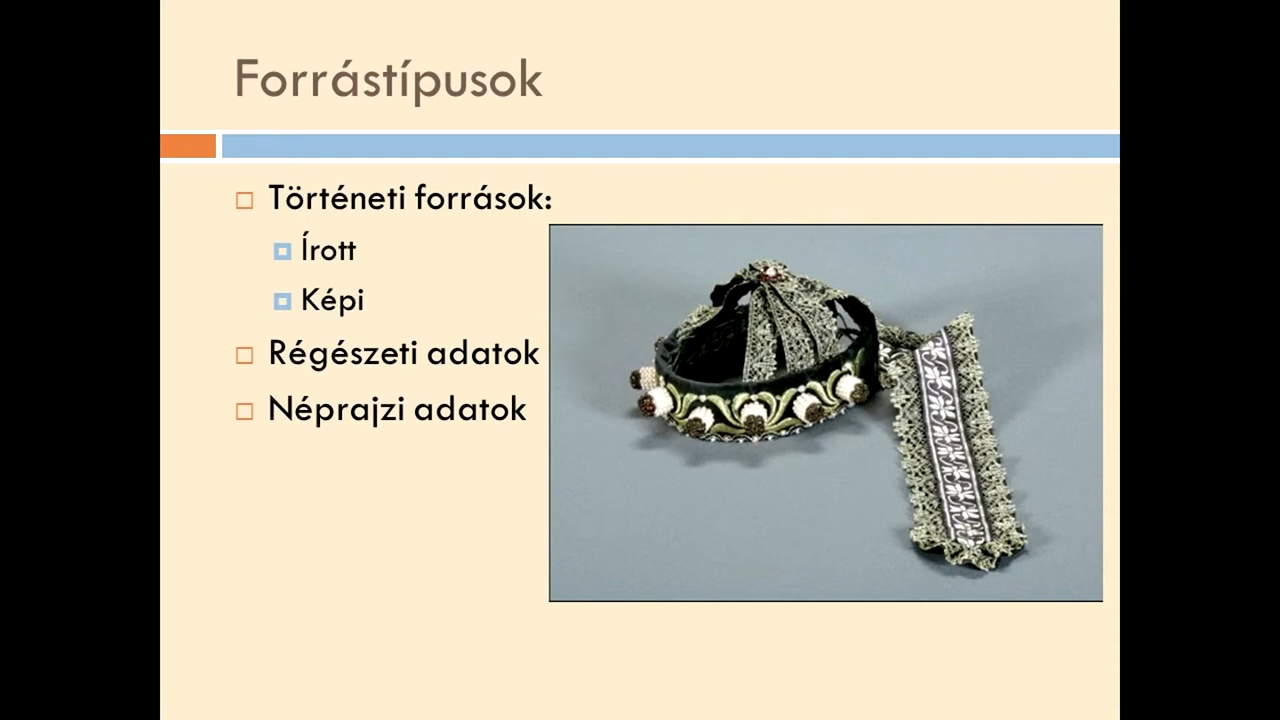 Forrástípusok
Történeti források:
Írott
Képi
Régészeti adatok
Néprajzi adatok